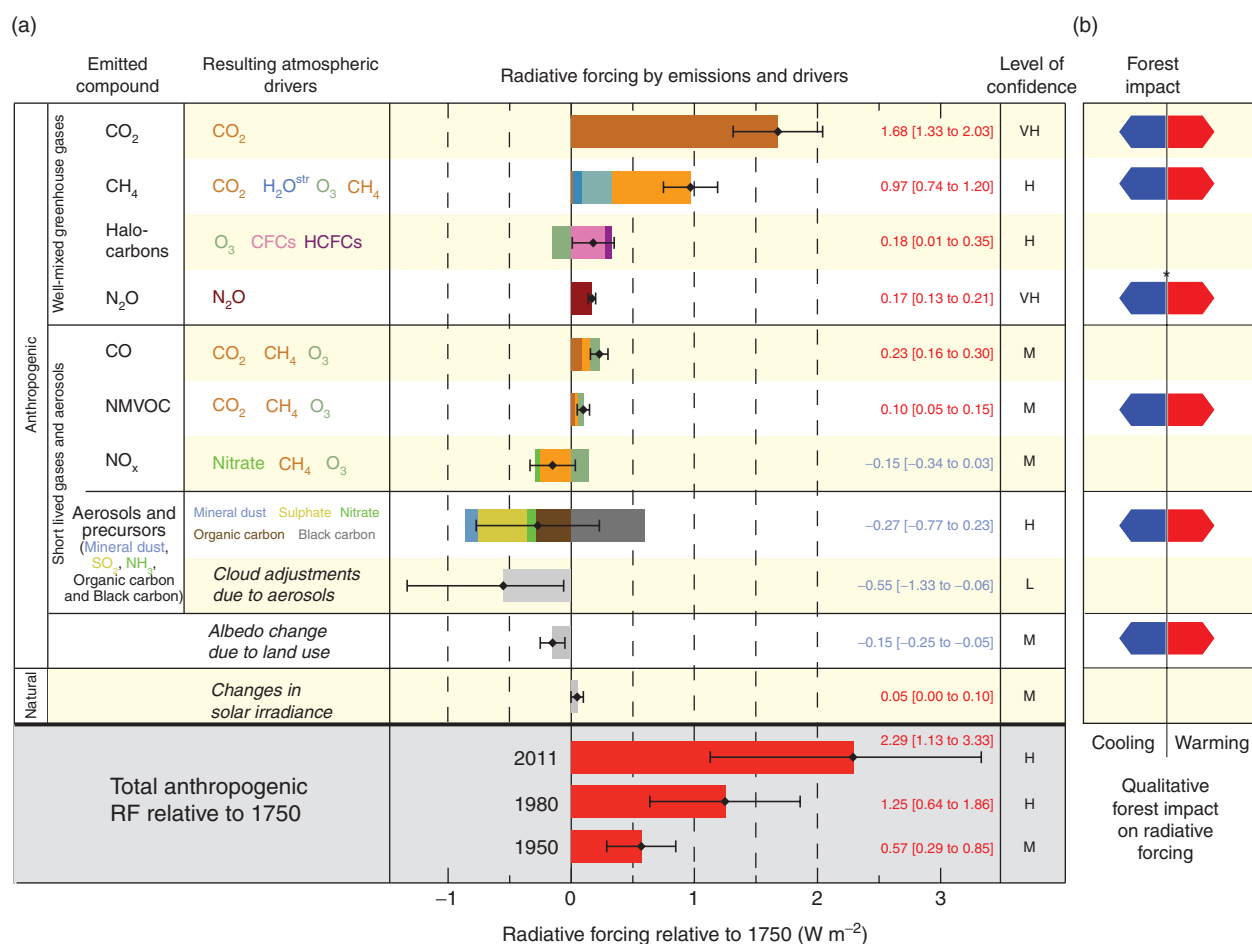 (a)
(b)
Emitted
compound
Resulting atmospheric
drivers
Radiative forcing by emissions and drivers
Level of
confidence
Forest
impact
Anthropogenic
Well-mixed greenhouse gases
CO₂
CO₂
1.68 [1.33 to 2.03]
VH
CH₄
CO₂ H₂Oˢᵗʳ O₃ CH₄
0.97 [0.74 to 1.20]
H
Halo-
carbons
O₃ CFCs HCFCs
0.18 [0.01 to 0.35]
H
N₂O
N₂O
0.17 [0.13 to 0.21]
VH
*
Short lived gases and aerosols
CO
CO₂ CH₄ O₃
0.23 [0.16 to 0.30]
M
NMVOC
CO₂ CH₄ O₃
0.10 [0.05 to 0.15]
M
NOₓ
Nitrate CH₄ O₃
−0.15 [−0.34 to 0.03]
M
Aerosols and
precursors
(Mineral dust,
SO₂, NH₃,
Organic carbon
and Black carbon)
Mineral dust Sulphate Nitrate
Organic carbon Black carbon
−0.27 [−0.77 to 0.23]
H
Cloud adjustments
due to aerosols
−0.55 [−1.33 to −0.06]
L
Albedo change
due to land use
−0.15 [−0.25 to −0.05]
M
Natural
Changes in
solar irradiance
0.05 [0.00 to 0.10]
M
Total anthropogenic
RF relative to 1750
2011
2.29 [1.13 to 3.33]
H
1980
1.25 [0.64 to 1.86]
H
1950
0.57 [0.29 to 0.85]
M
Cooling Warming
Qualitative
forest impact
on radiative
forcing
−1 0 1 2 3
Radiative forcing relative to 1750 (W m⁻²)